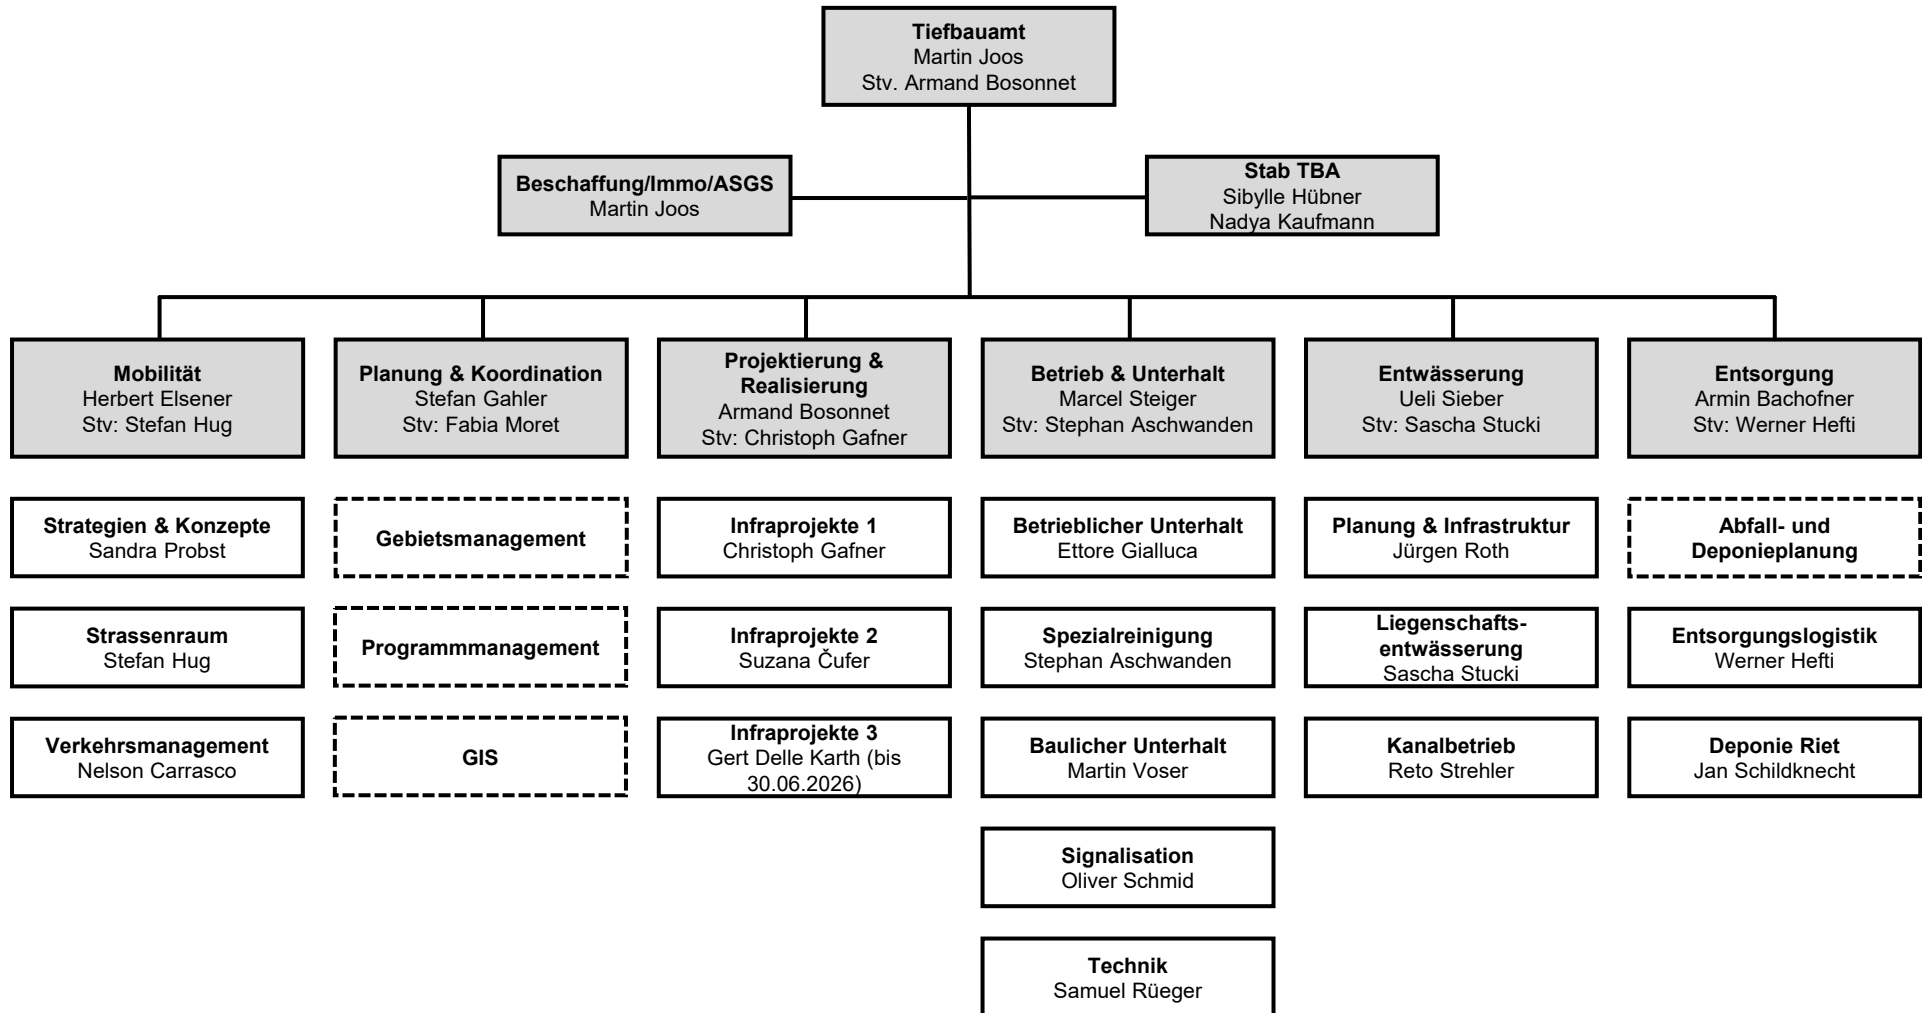 Tiefbauamt
Martin Joos
Stv. Armand Bosonnet
Beschaffung/Immo/ASGS
Martin Joos
Stab TBA
Sibylle Hübner
Nadya Kaufmann
Mobilität
Herbert Elsener
Stv: Stefan Hug
Planung & Koordination
Stefan Gahler
Stv: Fabia Moret
Projektierung &
Realisierung
Armand Bosonnet
Stv: Christoph Gafner
Betrieb & Unterhalt
Marcel Steiger
Stv: Stephan Aschwanden
Entwässerung
Ueli Sieber
Stv: Sascha Stucki
Entsorgung
Armin Bachofner
Stv: Werner Hefti
Strategien & Konzepte
Sandra Probst
Gebietsmanagement
Infraprojekte 1
Christoph Gafner
Betrieblicher Unterhalt
Ettore Gialluca
Planung & Infrastruktur
Jürgen Roth
Abfall- und
Deponieplanung
Strassenraum
Stefan Hug
Programmmanagement
Infraprojekte 2
Suzana Čufer
Spezialreinigung
Stephan Aschwanden
Liegenschafts-
entwässerung
Sascha Stucki
Entsorgungslogistik
Werner Hefti
Verkehrsmanagement
Nelson Carrasco
GIS
Infraprojekte 3
Gert Delle Karth (bis
30.06.2026)
Baulicher Unterhalt
Martin Voser
Kanalbetrieb
Reto Strehler
Deponie Riet
Jan Schildknecht
Signalisation
Oliver Schmid
Technik
Samuel Rüeger